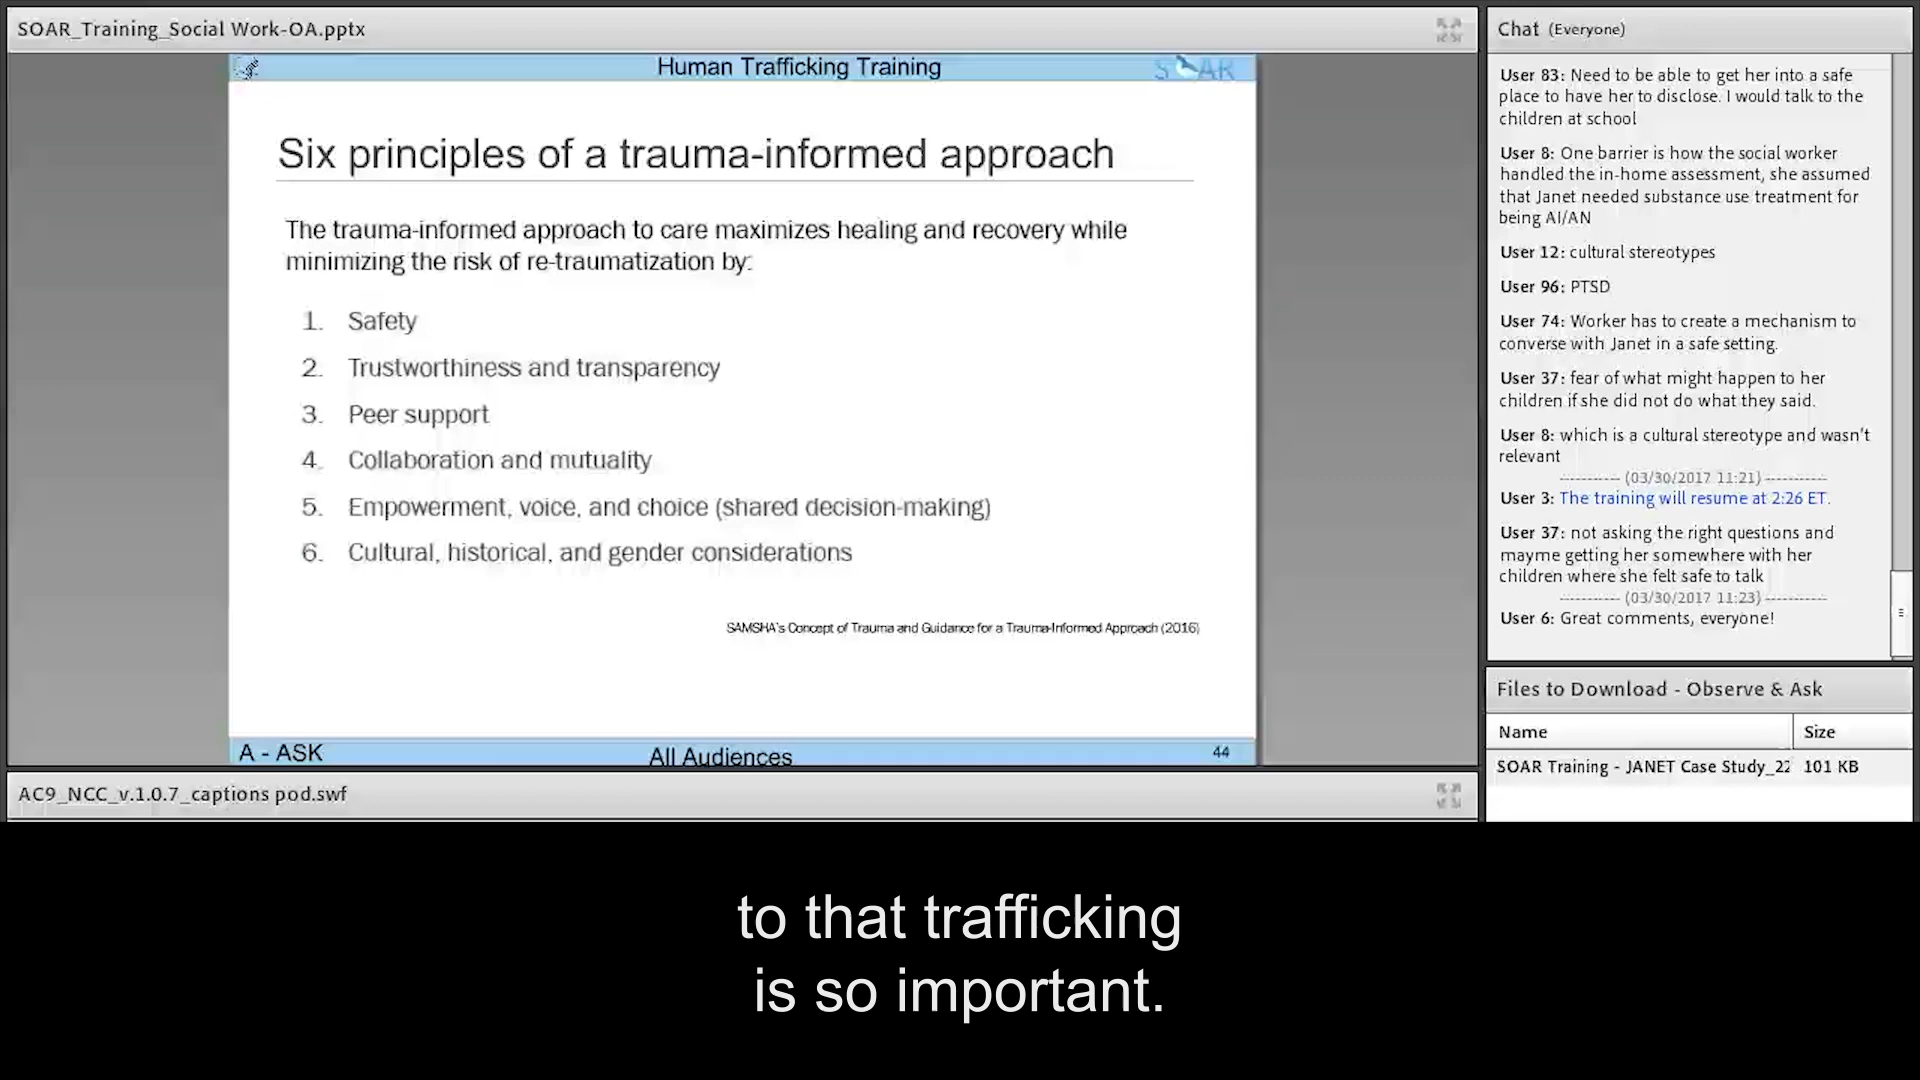 SOAR_Training_Social Work-OA.pptx
Human Trafficking Training
SOAR
Six principles of a trauma-informed approach
The trauma-informed approach to care maximizes healing and recovery while
minimizing the risk of re-traumatization by:
1. Safety
2. Trustworthiness and transparency
3. Peer support
4. Collaboration and mutuality
5. Empowerment, voice, and choice (shared decision-making)
6. Cultural, historical, and gender considerations
SAMSHA's Concept of Trauma and Guidance for a Trauma-Informed Approach (2016)
A - ASK
All Audiences
44
AC9_NCC_v.1.0.7_captions pod.swf
to that trafficking
is so important.
Chat (Everyone)
User 83: Need to be able to get her into a safe
place to have her to disclose. I would talk to the
children at school
User 8: One barrier is how the social worker
handled the in-home assessment, she assumed
that Janet needed substance use treatment for
being AI/AN
User 12: cultural stereotypes
User 96: PTSD
User 74: Worker has to create a mechanism to
converse with Janet in a safe setting.
User 37: fear of what might happen to her
children if she did not do what they said.
User 8: which is a cultural stereotype and wasn't
relevant
----------- (03/30/2017 11:21) -----------
User 3: The training will resume at 2:26 ET.
User 37: not asking the right questions and
mayme getting her somewhere with her
children where she felt safe to talk
----------- (03/30/2017 11:23) -----------
User 6: Great comments, everyone!
Files to Download - Observe & Ask
Name Size
SOAR Training - JANET Case Study_22 101 KB